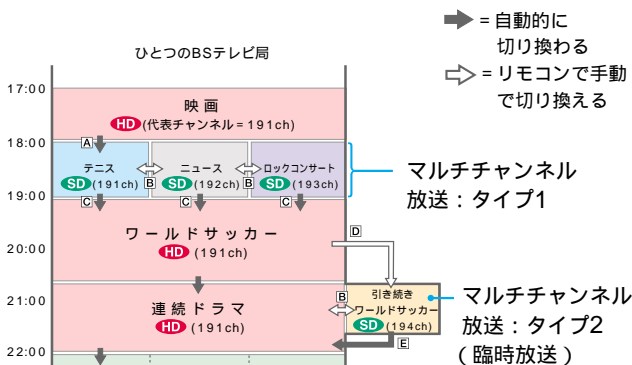 = 自動的に
切り換わる
= リモコンで手動
で切り換える
ひとつのBSテレビ局
17:00
映画
HD (代表チャンネル=191ch)
18:00
A
テニス
SD (191ch)
B
ニュース
SD (192ch)
B
ロックコンサート
SD (193ch)
マルチチャンネル
放送：タイプ1
19:00
C
C
C
ワールドサッカー
HD (191ch)
D
20:00
21:00
連続ドラマ
HD (191ch)
B
引き続き
ワールドサッカー
SD (194ch)
E
マルチチャンネル
放送：タイプ2
(臨時放送)
22:00